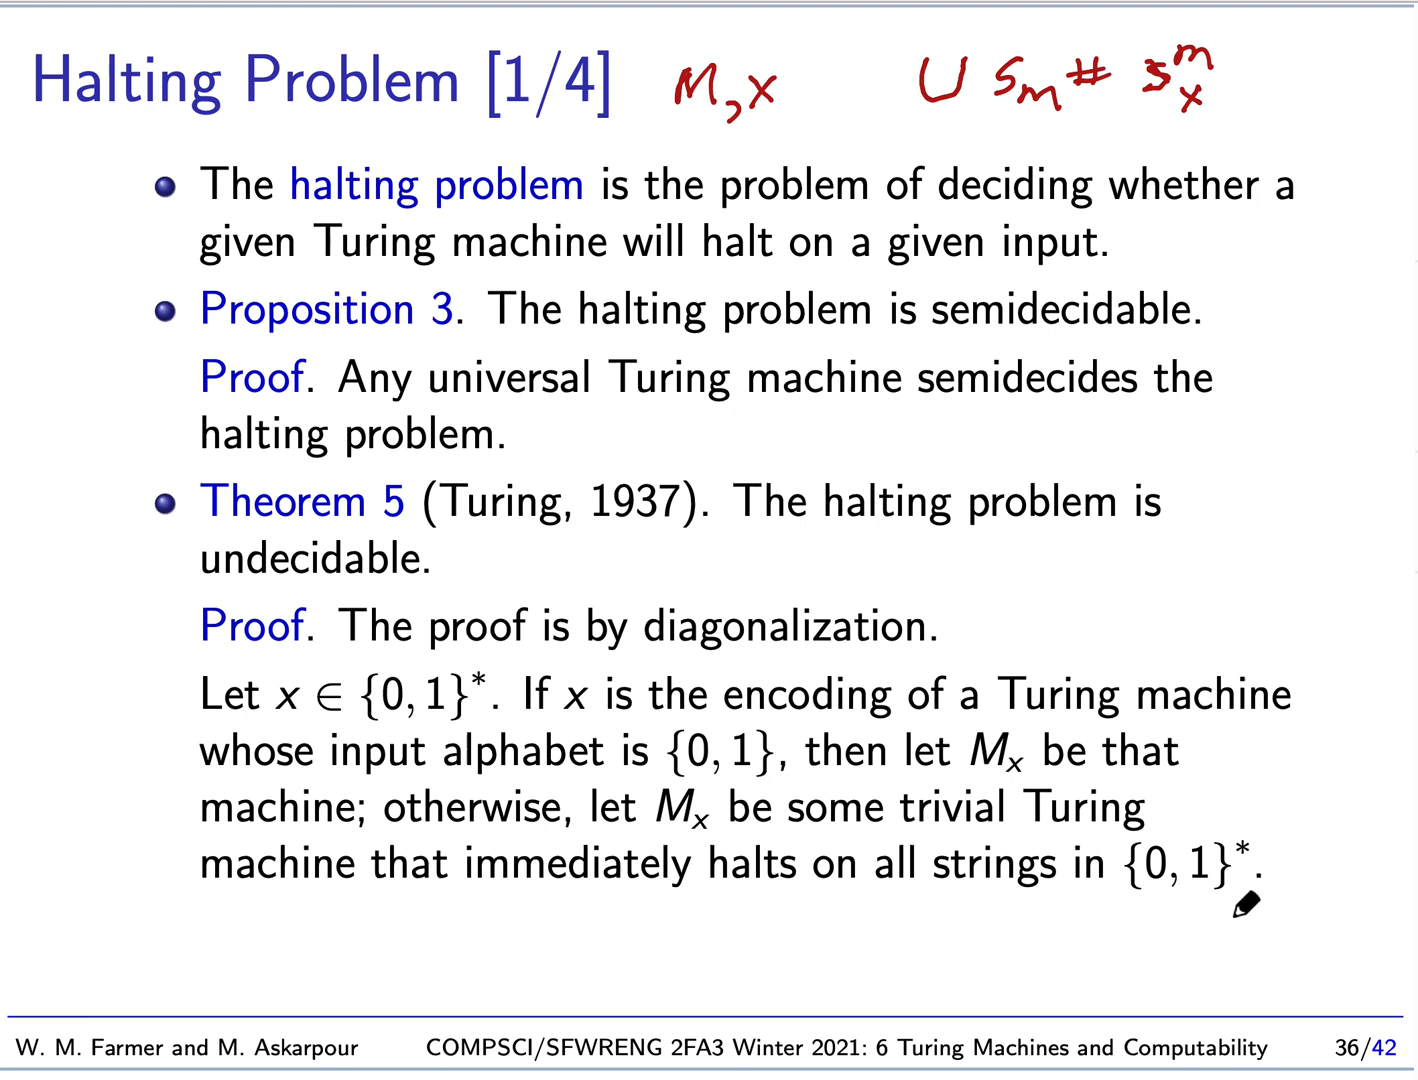 Halting Problem [1/4] M, x U Sm # Sxm
The halting problem is the problem of deciding whether a
given Turing machine will halt on a given input.
Proposition 3. The halting problem is semidecidable.
Proof. Any universal Turing machine semidecides the
halting problem.
Theorem 5 (Turing, 1937). The halting problem is
undecidable.
Proof. The proof is by diagonalization.
Let x ∈ {0, 1}*. If x is the encoding of a Turing machine
whose input alphabet is {0, 1}, then let Mₓ be that
machine; otherwise, let Mₓ be some trivial Turing
machine that immediately halts on all strings in {0, 1}*.
W. M. Farmer and M. Askarpour COMPSCI/SFWRENG 2FA3 Winter 2021: 6 Turing Machines and Computability 36/42